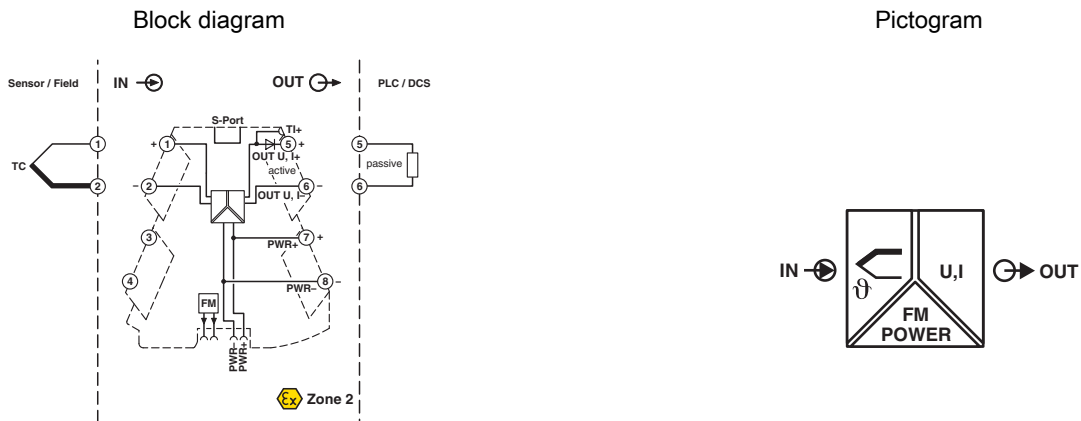 Block diagram
Pictogram
Sensor / Field
IN
OUT
PLC / DCS
S-Port
TI+
1
+ 1
5 +
5
OUT U, I+
TC
active
passive
2
– 2
6 –
6
OUT U, I–
3
7 +
PWR+
4
8 –
PWR–
FM
PWR–
PWR+
Ex Zone 2
IN
ϑ
U,I
OUT
FM
POWER